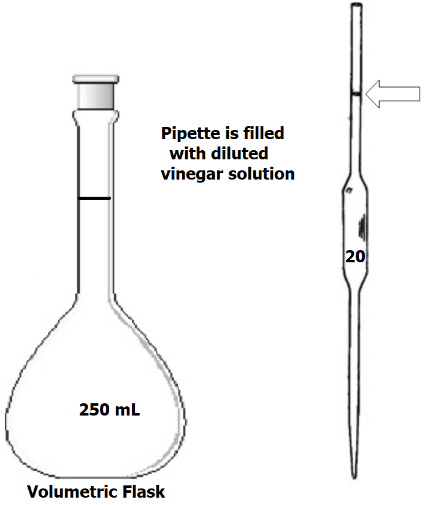 Pipette is filled
with diluted
vinegar solution
20
250 mL
Volumetric Flask